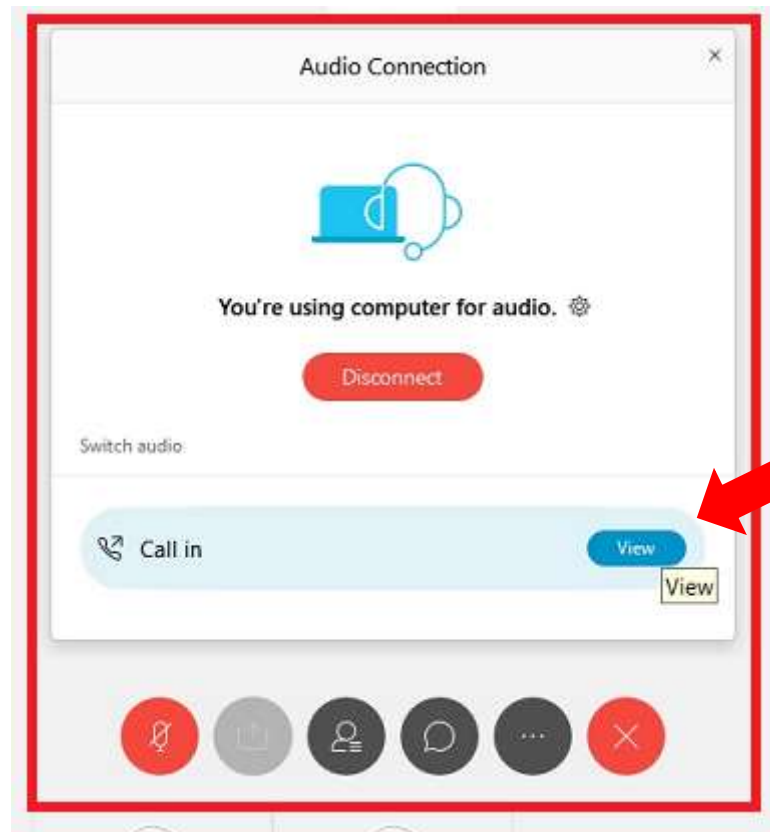 Audio Connection
You're using computer for audio.
Disconnect
Switch audio
Call in
View
View